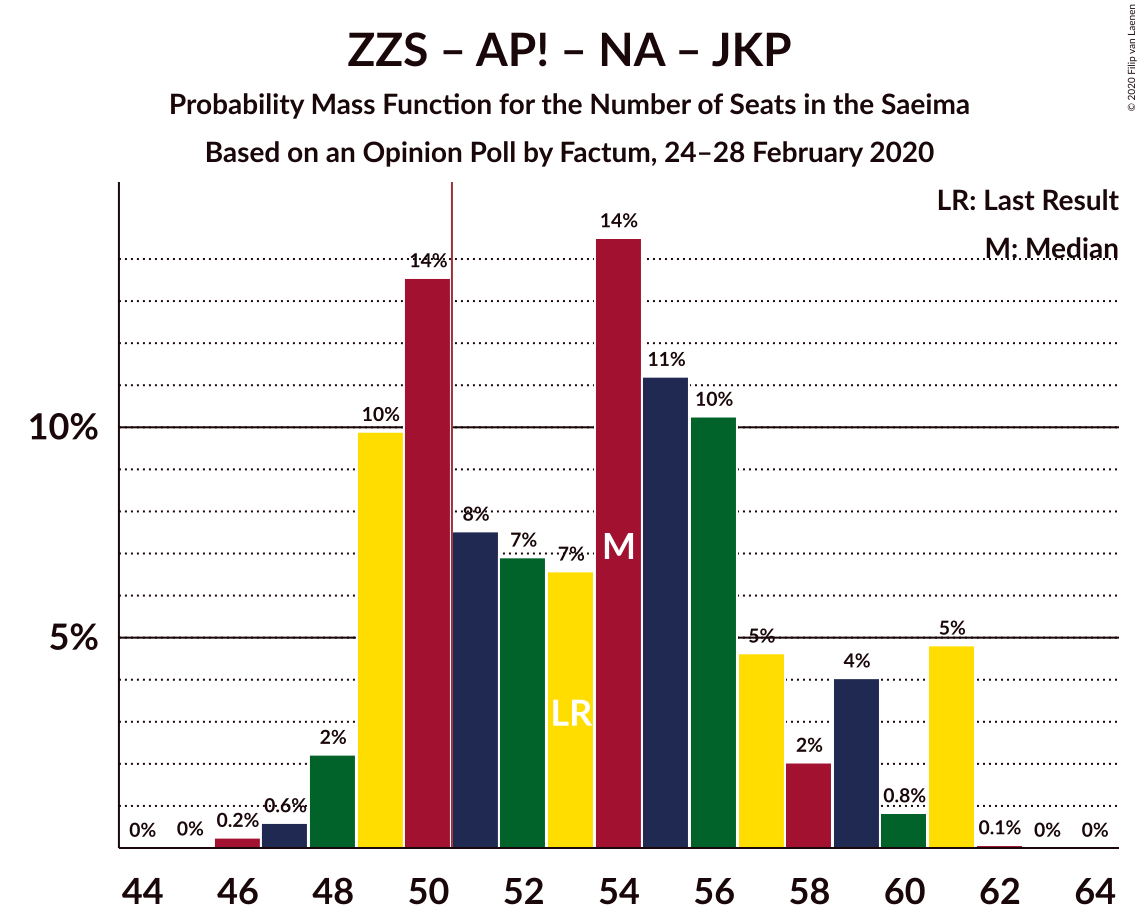 ZZS – AP! – NA – JKP
Probability Mass Function for the Number of Seats in the Saeima
Based on an Opinion Poll by Factum, 24–28 February 2020
© 2020 Filip van Laenen
LR: Last Result
M: Median
10%
5%
0%
0%
0.2%
0.6%
2%
10%
14%
8%
7%
7%
14%
11%
10%
5%
2%
4%
0.8%
5%
0.1%
0%
0%
M
LR
44 46 48 50 52 54 56 58 60 62 64